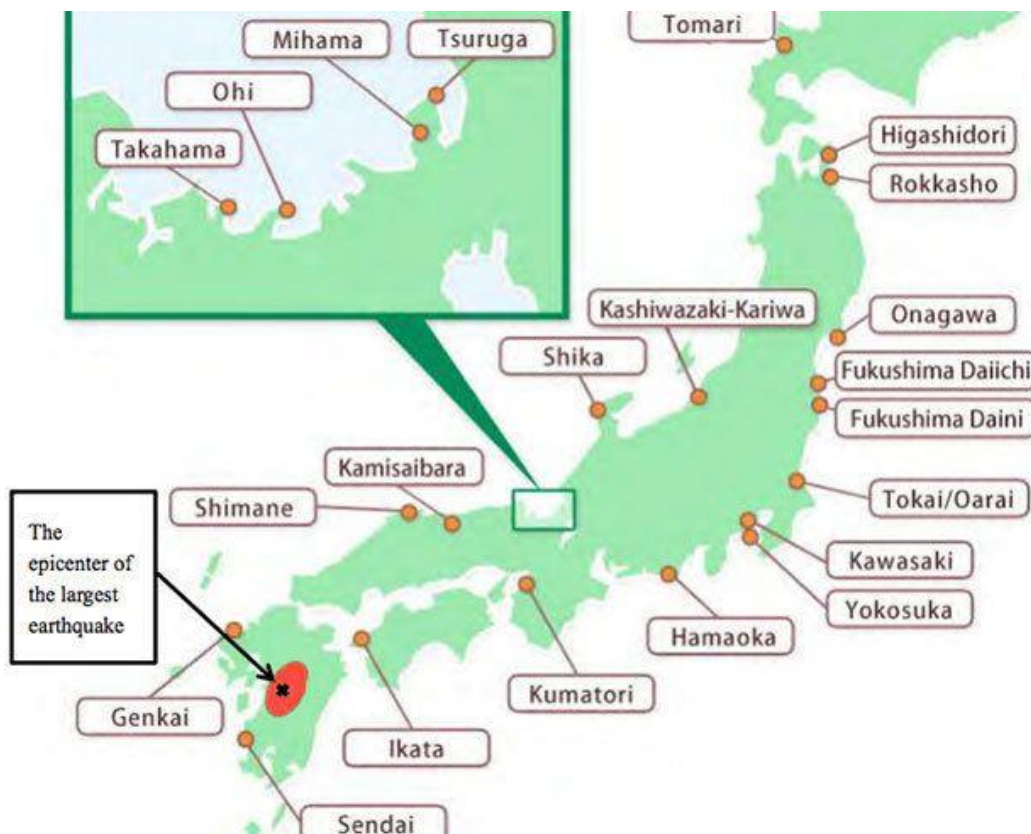 Tomari
Mihama
Tsuruga
Ohi
Takahama
Higashidori
Rokkasho
Kashiwazaki-Kariwa
Onagawa
Shika
Fukushima Daiichi
Fukushima Daini
Kamisaibara
Shimane
Tokai/Oarai
The
epicenter of
the largest
earthquake
Kawasaki
Yokosuka
Hamaoka
Kumatori
Genkai
Ikata
Sendai